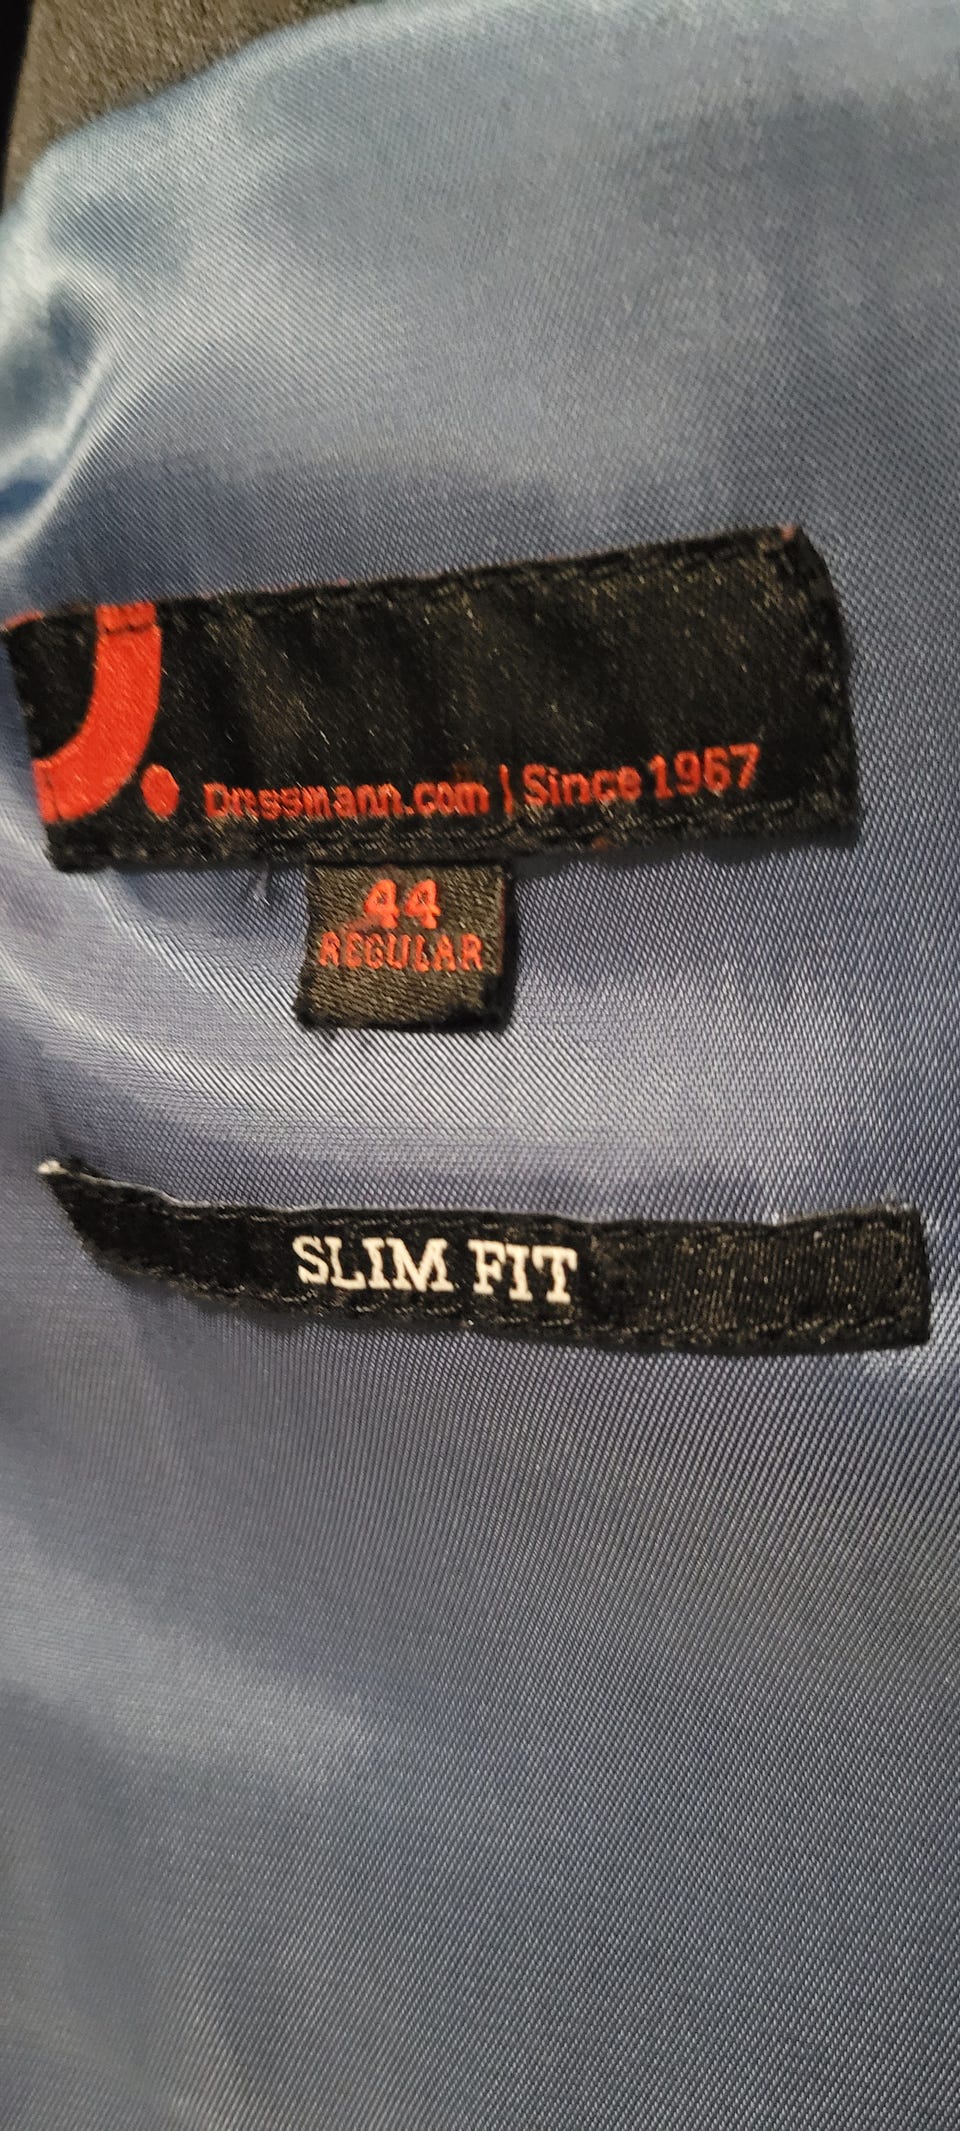 Dressmann.com | Since 1967
44
REGULAR
SLIM FIT